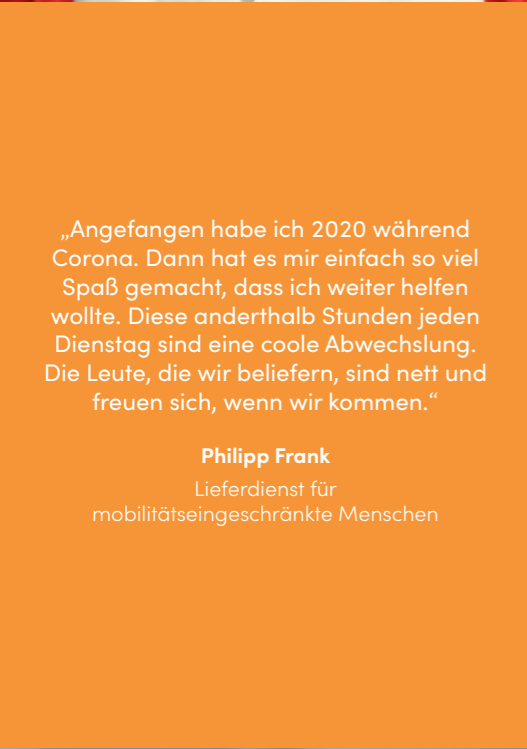 „Angefangen habe ich 2020 während
Corona. Dann hat es mir einfach so viel
Spaß gemacht, dass ich weiter helfen
wollte. Diese anderthalb Stunden jeden
Dienstag sind eine coole Abwechslung.
Die Leute, die wir beliefern, sind nett und
freuen sich, wenn wir kommen.“
Philipp Frank
Lieferdienst für
mobilitätseingeschränkte Menschen